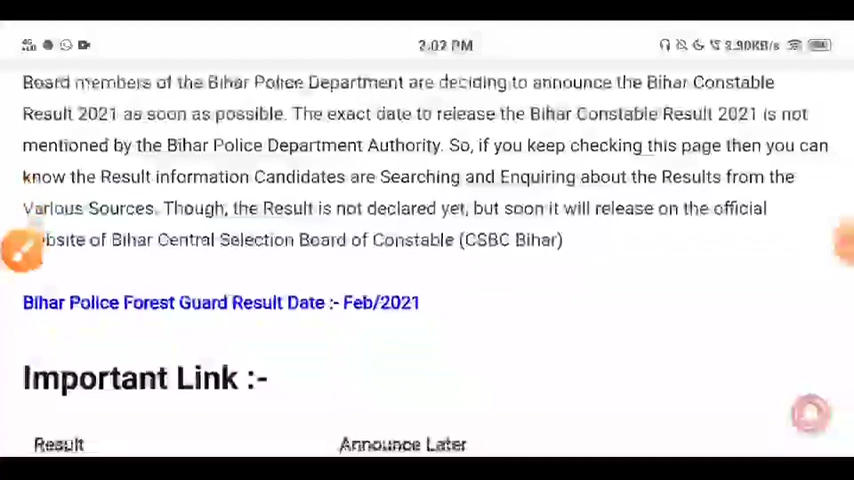 4G 2:02 PM 2.90KB/s
Board members of the Bihar Police Department are deciding to announce the Bihar Constable
Result 2021 as soon as possible. The exact date to release the Bihar Constable Result 2021 is not
mentioned by the Bihar Police Department Authority. So, if you keep checking this page then you can
know the Result information Candidates are Searching and Enquiring about the Results from the
Various Sources. Though, the Result is not declared yet, but soon it will release on the official
ebsite of Bihar Central Selection Board of Constable (CSBC Bihar)
Bihar Police Forest Guard Result Date :- Feb/2021
Important Link :-
Result Announce Later